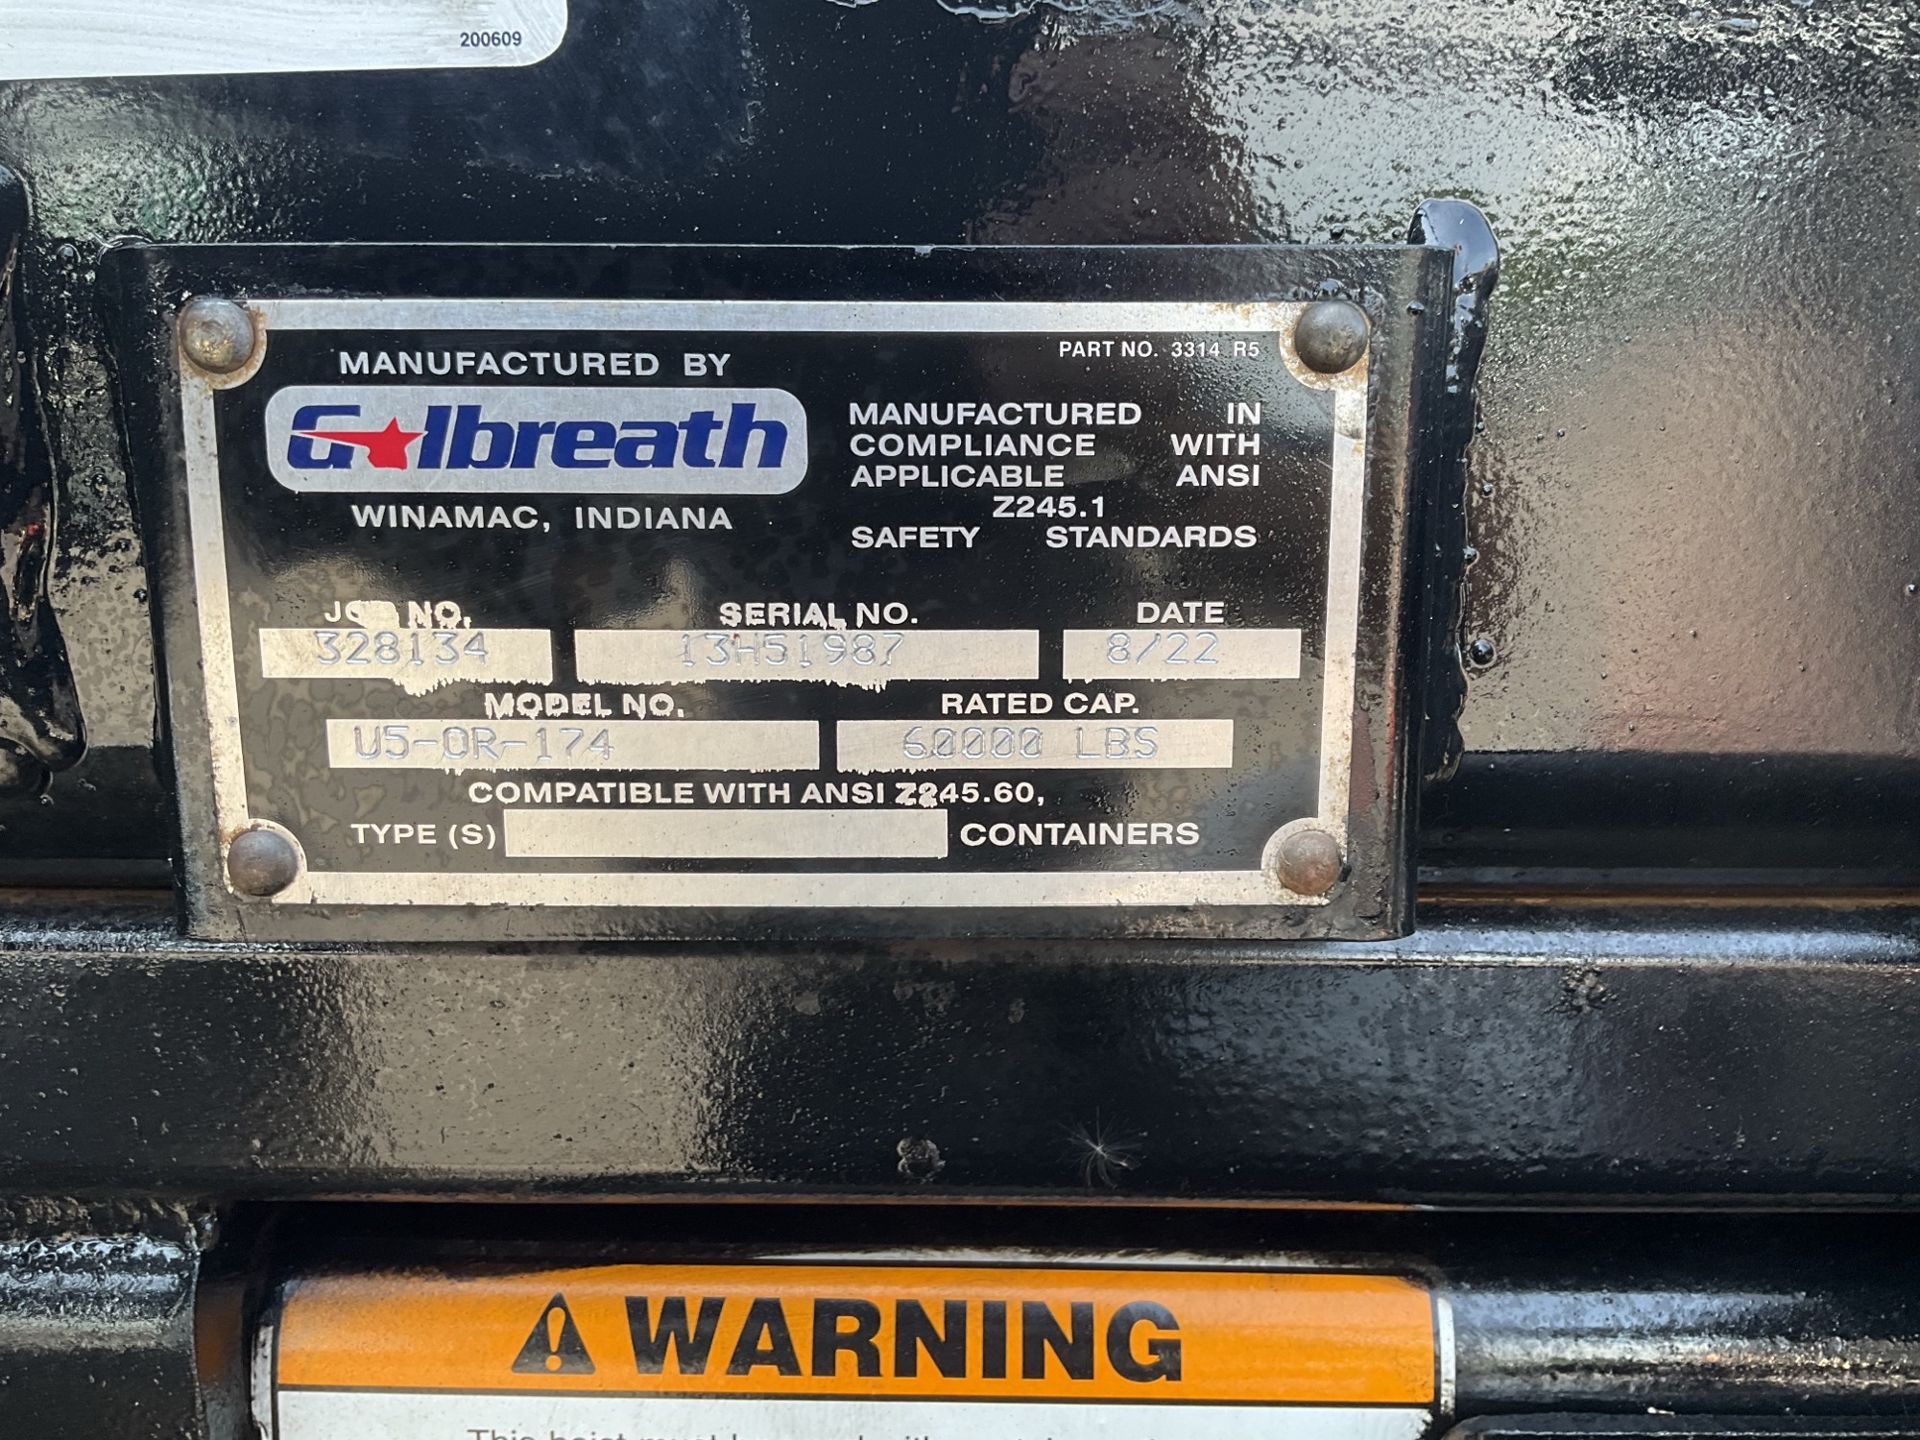 200609
MANUFACTURED BY
Galbreath
WINAMAC, INDIANA
PART NO. 3314 R5
MANUFACTURED IN
COMPLIANCE WITH
APPLICABLE ANSI
Z245.1
SAFETY STANDARDS
JOB NO. SERIAL NO. DATE
328134 13H51987 8/22
MODEL NO. RATED CAP.
U5-OR-174 60000 LBS
COMPATIBLE WITH ANSI Z245.60,
TYPE (S) CONTAINERS
WARNING